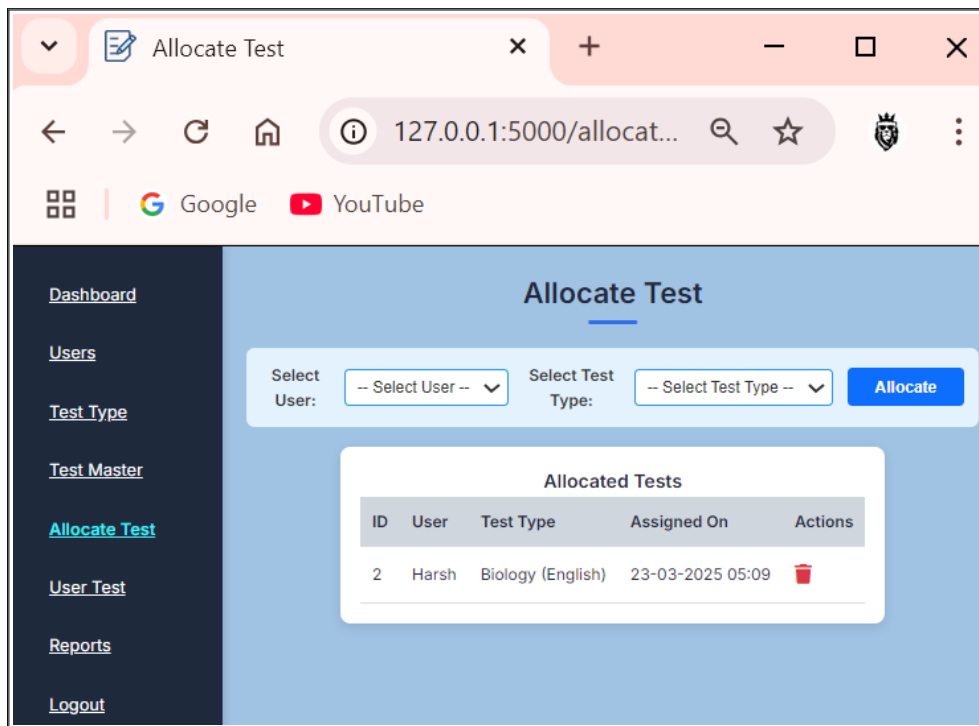 Allocate Test
127.0.0.1:5000/allocat...
Google
YouTube
Dashboard
Users
Test Type
Test Master
Allocate Test
User Test
Reports
Logout
Allocate Test
Select User:
-- Select User --
Select Test Type:
-- Select Test Type --
Allocate
Allocated Tests
ID User Test Type Assigned On Actions
2 Harsh Biology (English) 23-03-2025 05:09